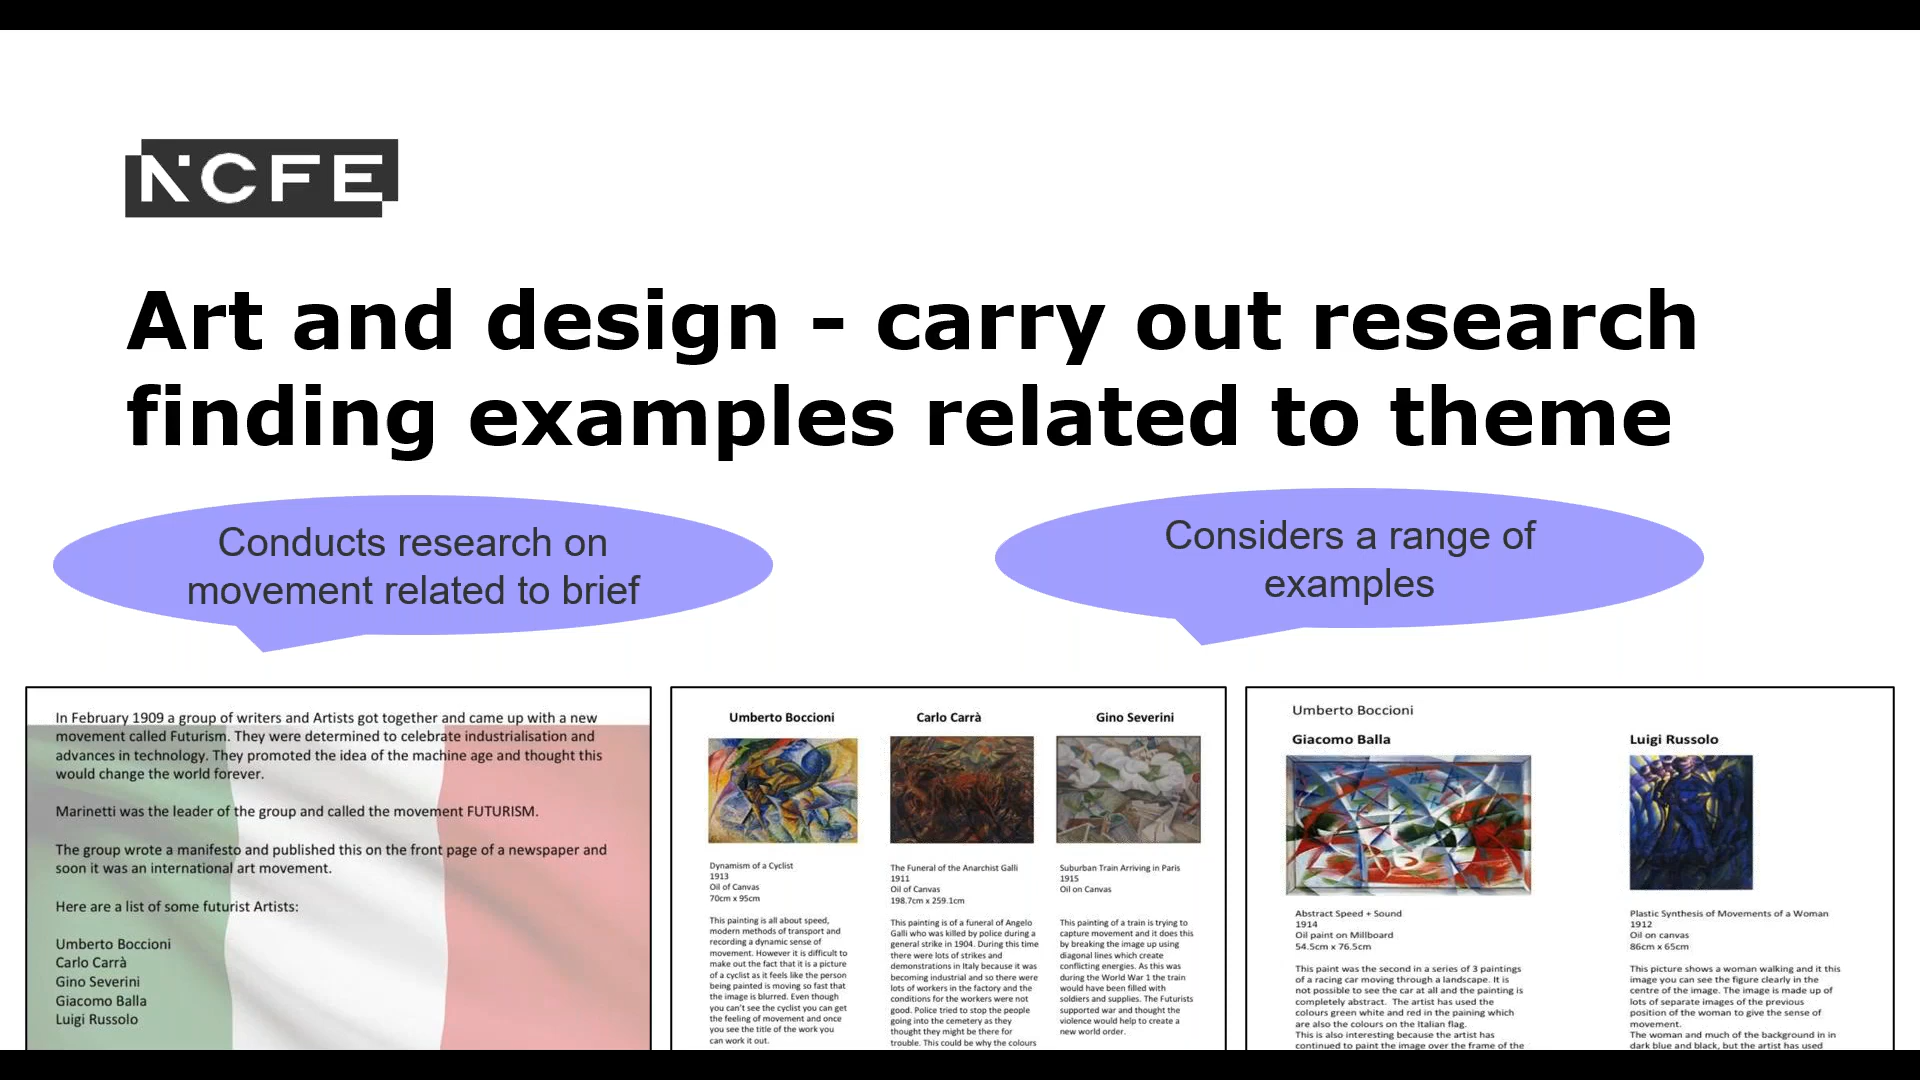 NCFE
Art and design - carry out research
finding examples related to theme
Conducts research on
movement related to brief
Considers a range of
examples
In February 1909 a group of writers and Artists got together and came up with a new
movement called Futurism. They were determined to celebrate industrialisation and
advances in technology. They promoted the idea of the machine age and thought this
would change the world forever.
Marinetti was the leader of the group and called the movement FUTURISM.
The group wrote a manifesto and published this on the front page of a newspaper and
soon it was an international art movement.
Here are a list of some futurist Artists:
Umberto Boccioni
Carlo Carrà
Gino Severini
Giacomo Balla
Luigi Russolo
Umberto Boccioni
Dynamism of a Cyclist
1913
Oil of Canvas
70cm x 95cm
This painting is all about speed,
modern methods of transport and
recording a dynamic sense of
movement. However it is difficult to
make out the fact that it is a picture
of a cyclist as it feels like the person
being painted is moving so fast that
the image is blurred. Even though
you can't see the cyclist you can get
the feeling of movement and once
you see the title of the work you
can work it out.
Carlo Carrà
The Funeral of the Anarchist Galli
1911
Oil of Canvas
198.7cm x 259.1cm
This painting is of a funeral of Angelo
Galli who was killed by police during a
general strike in 1904. During this time
there were lots of strikes and
demonstrations in Italy because it was
becoming industrial and so there were
lots of workers in the factory and the
conditions for the workers were not
good. Police tried to stop the people
going into the cemetery as they
thought they might be there for
trouble. This could be why the colours
Gino Severini
Suburban Train Arriving in Paris
1915
Oil on Canvas
This painting of a train is trying to
capture movement and it does this
by breaking the image up using
diagonal lines which create
conflicting energies. As this was
during the World War 1 the train
would have been filled with
soldiers and supplies. The Futurists
supported war and thought the
violence would help to create a
new world order.
Umberto Boccioni
Giacomo Balla
Abstract Speed + Sound
1914
Oil paint on Millboard
54.5cm x 76.5cm
This paint was the second in a series of 3 paintings
of a racing car moving through a landscape. It is
not possible to see the car at all and the painting is
completely abstract. The artist has used the
colours green white and red in the paining which
are also the colours on the Italian flag.
This is also interesting because the artist has
continued to paint the image over the frame of the
Luigi Russolo
Plastic Synthesis of Movements of a Woman
1912
Oil on canvas
86cm x 65cm
This picture shows a woman walking and it this
image you can see the figure clearly in the
centre of the image. The image is made up of
lots of separate images of the previous
position of the woman to give the sense of
movement.
The woman and much of the background in in
dark blue and black, but the artist has used